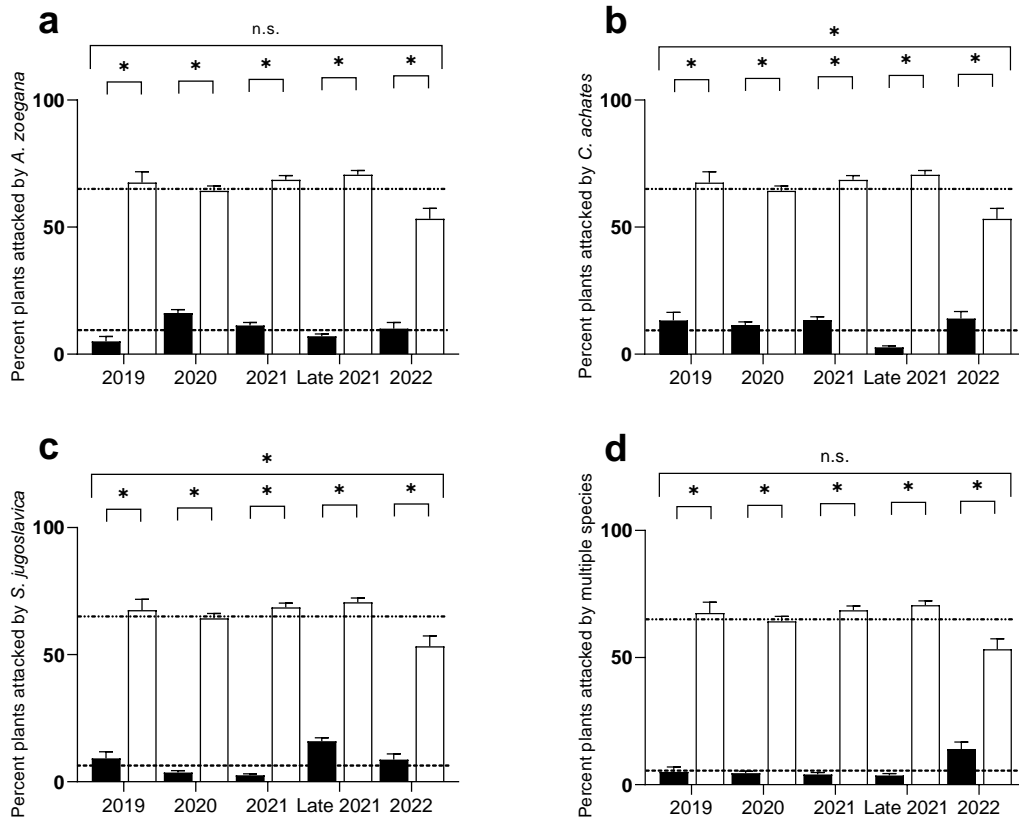 a
n.s.
* * * * *
Percent plants attacked by A. zoegana
100
50
0
2019 2020 2021 Late 2021 2022
b
*
* * * * *
Percent plants attacked by C. achates
100
50
0
2019 2020 2021 Late 2021 2022
c
*
* * * * *
Percent plants attacked by S. jugoslavica
100
50
0
2019 2020 2021 Late 2021 2022
d
n.s.
* * * * *
Percent plants attacked by multiple species
100
50
0
2019 2020 2021 Late 2021 2022